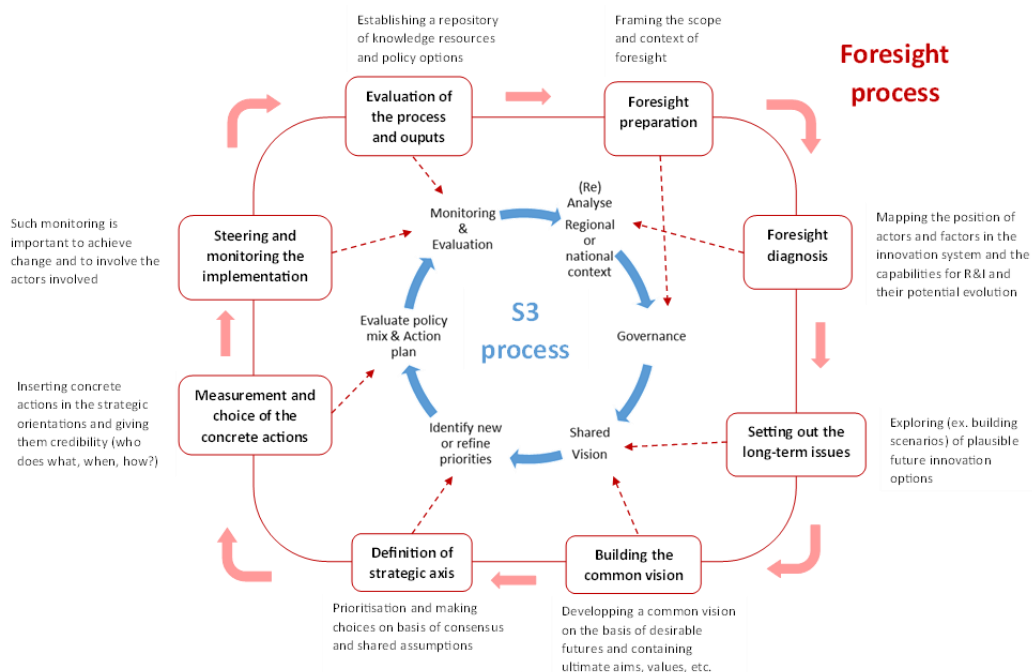 Establishing a repository
of knowledge resources
and policy options
Framing the scope
and context of
foresight
Foresight
process
Evaluation of
the process
and ouputs
Foresight
preparation
(Re)
Analyse
Regional or
national
context
Monitoring
&
Evaluation
Such monitoring is
important to achieve
change and to involve the
actors involved
Steering and
monitoring the
implementation
Foresight
diagnosis
Mapping the position of
actors and factors in the
innovation system and the
capabilities for R&I and
their potential evolution
S3
process
Evaluate policy
mix & Action
plan
Governance
Inserting concrete
actions in the strategic
orientations and giving
them credibility (who
does what, when, how?)
Measurement and
choice of the
concrete actions
Identify new
or refine
priorities
Shared
Vision
Setting out the
long-term issues
Exploring (ex. building
scenarios) of plausible
future innovation
options
Definition of
strategic axis
Building the
common vision
Prioritisation and making
choices on basis of consensus
and shared assumptions
Developping a common vision
on the basis of desirable
futures and containing
ultimate aims, values, etc.